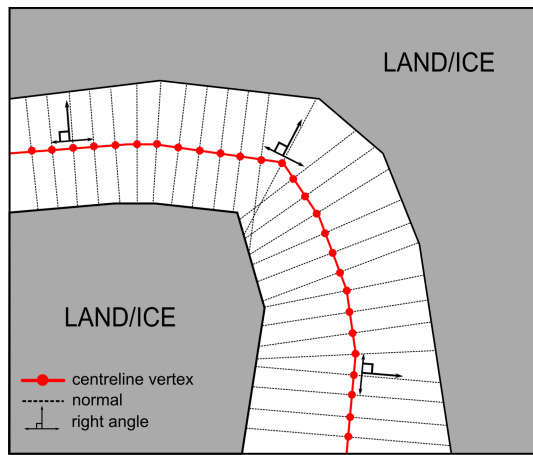 LAND/ICE
LAND/ICE
centreline vertex
normal
right angle